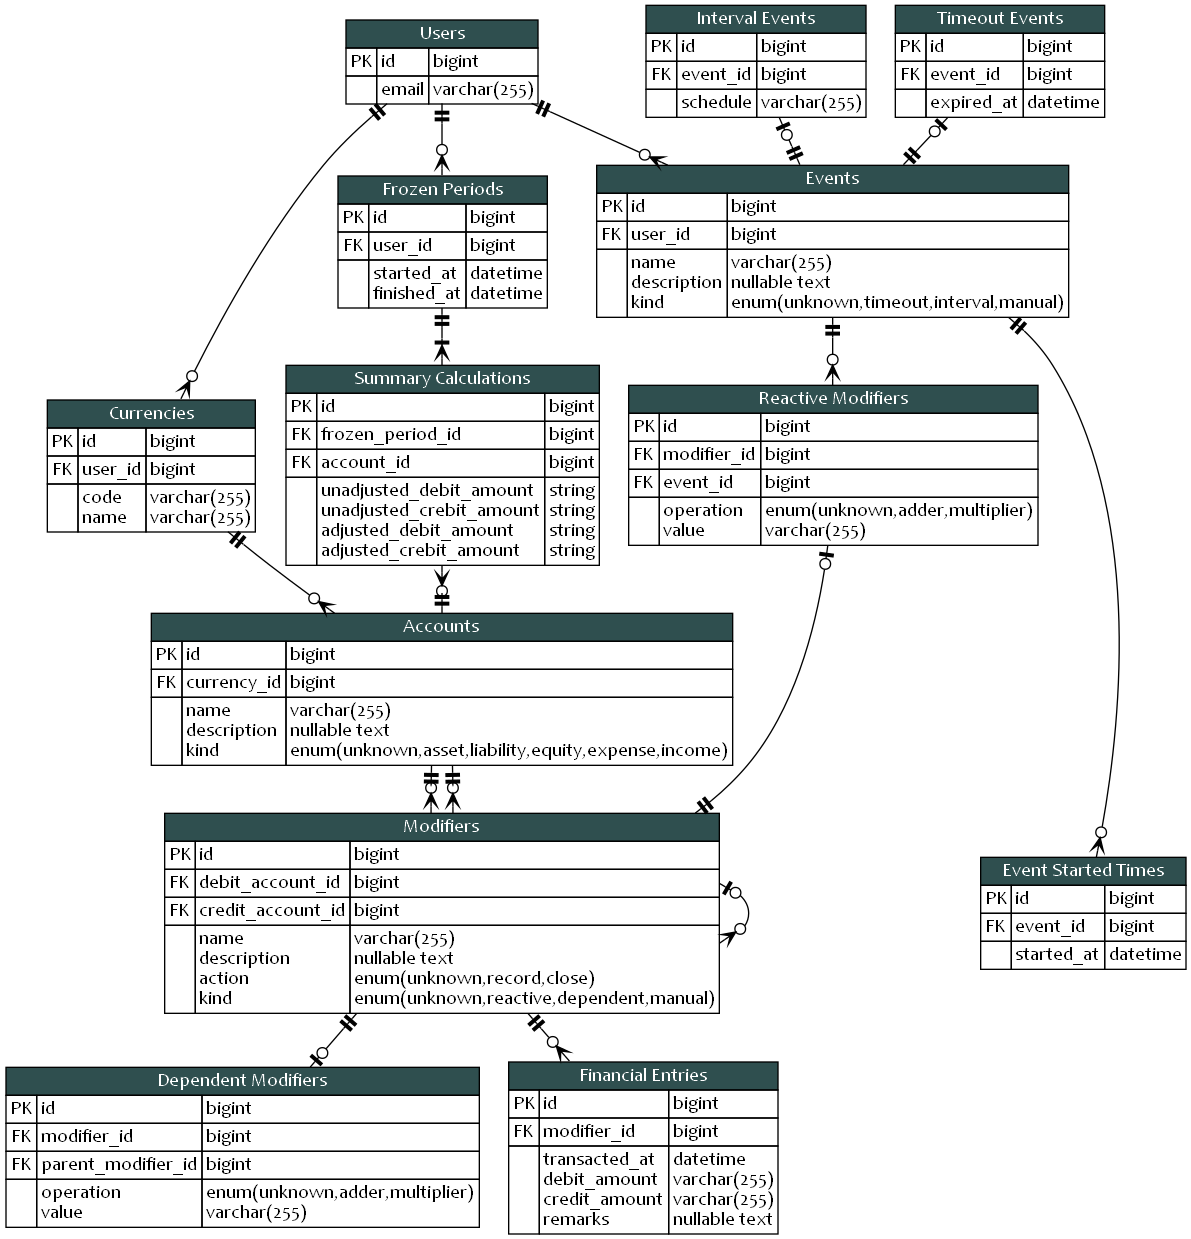 Users
PK id bigint
email varchar(255)
Interval Events
PK id bigint
FK event_id bigint
schedule varchar(255)
Timeout Events
PK id bigint
FK event_id bigint
expired_at datetime
Frozen Periods
PK id bigint
FK user_id bigint
started_at datetime
finished_at datetime
Events
PK id bigint
FK user_id bigint
name varchar(255)
description nullable text
kind enum(unknown,timeout,interval,manual)
Currencies
PK id bigint
FK user_id bigint
code varchar(255)
name varchar(255)
Summary Calculations
PK id bigint
FK frozen_period_id bigint
FK account_id bigint
unadjusted_debit_amount string
unadjusted_crebit_amount string
adjusted_debit_amount string
adjusted_crebit_amount string
Reactive Modifiers
PK id bigint
FK modifier_id bigint
FK event_id bigint
operation enum(unknown,adder,multiplier)
value varchar(255)
Accounts
PK id bigint
FK currency_id bigint
name varchar(255)
description nullable text
kind enum(unknown,asset,liability,equity,expense,income)
Modifiers
PK id bigint
FK debit_account_id bigint
FK credit_account_id bigint
name varchar(255)
description nullable text
action enum(unknown,record,close)
kind enum(unknown,reactive,dependent,manual)
Event Started Times
PK id bigint
FK event_id bigint
started_at datetime
Dependent Modifiers
PK id bigint
FK modifier_id bigint
FK parent_modifier_id bigint
operation enum(unknown,adder,multiplier)
value varchar(255)
Financial Entries
PK id bigint
FK modifier_id bigint
transacted_at datetime
debit_amount varchar(255)
credit_amount varchar(255)
remarks nullable text